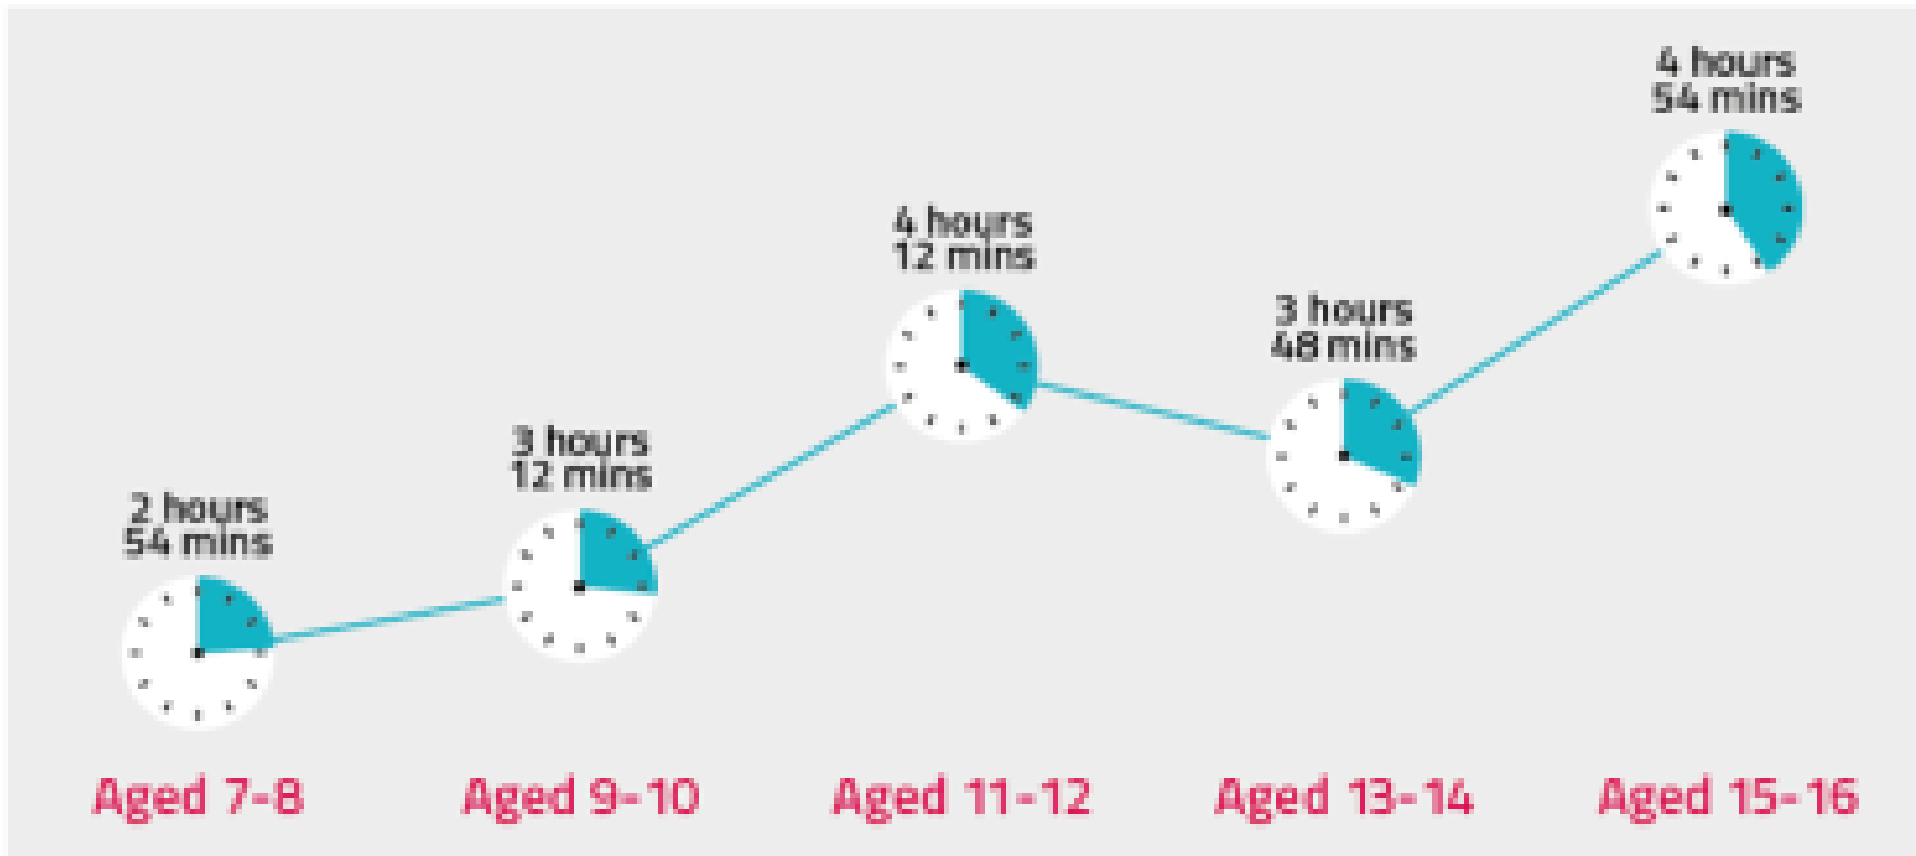 2 hours
54 mins
3 hours
12 mins
4 hours
12 mins
3 hours
48 mins
4 hours
54 mins
Aged 7-8
Aged 9-10
Aged 11-12
Aged 13-14
Aged 15-16